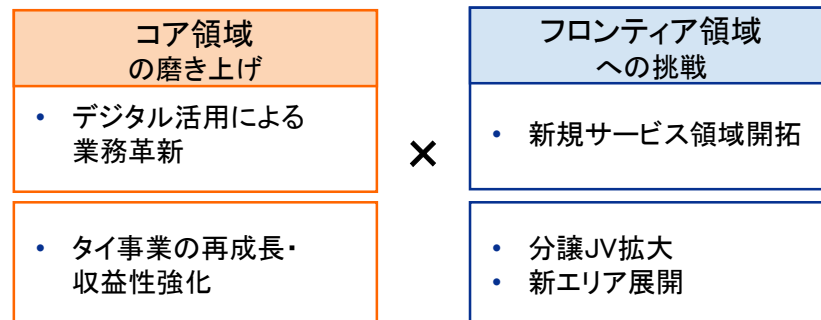 コア領域
の磨き上げ
• デジタル活用による
業務革新
• タイ事業の再成長・
収益性強化
×
フロンティア領域
への挑戦
• 新規サービス領域開拓
• 分譲JV拡大
• 新エリア展開